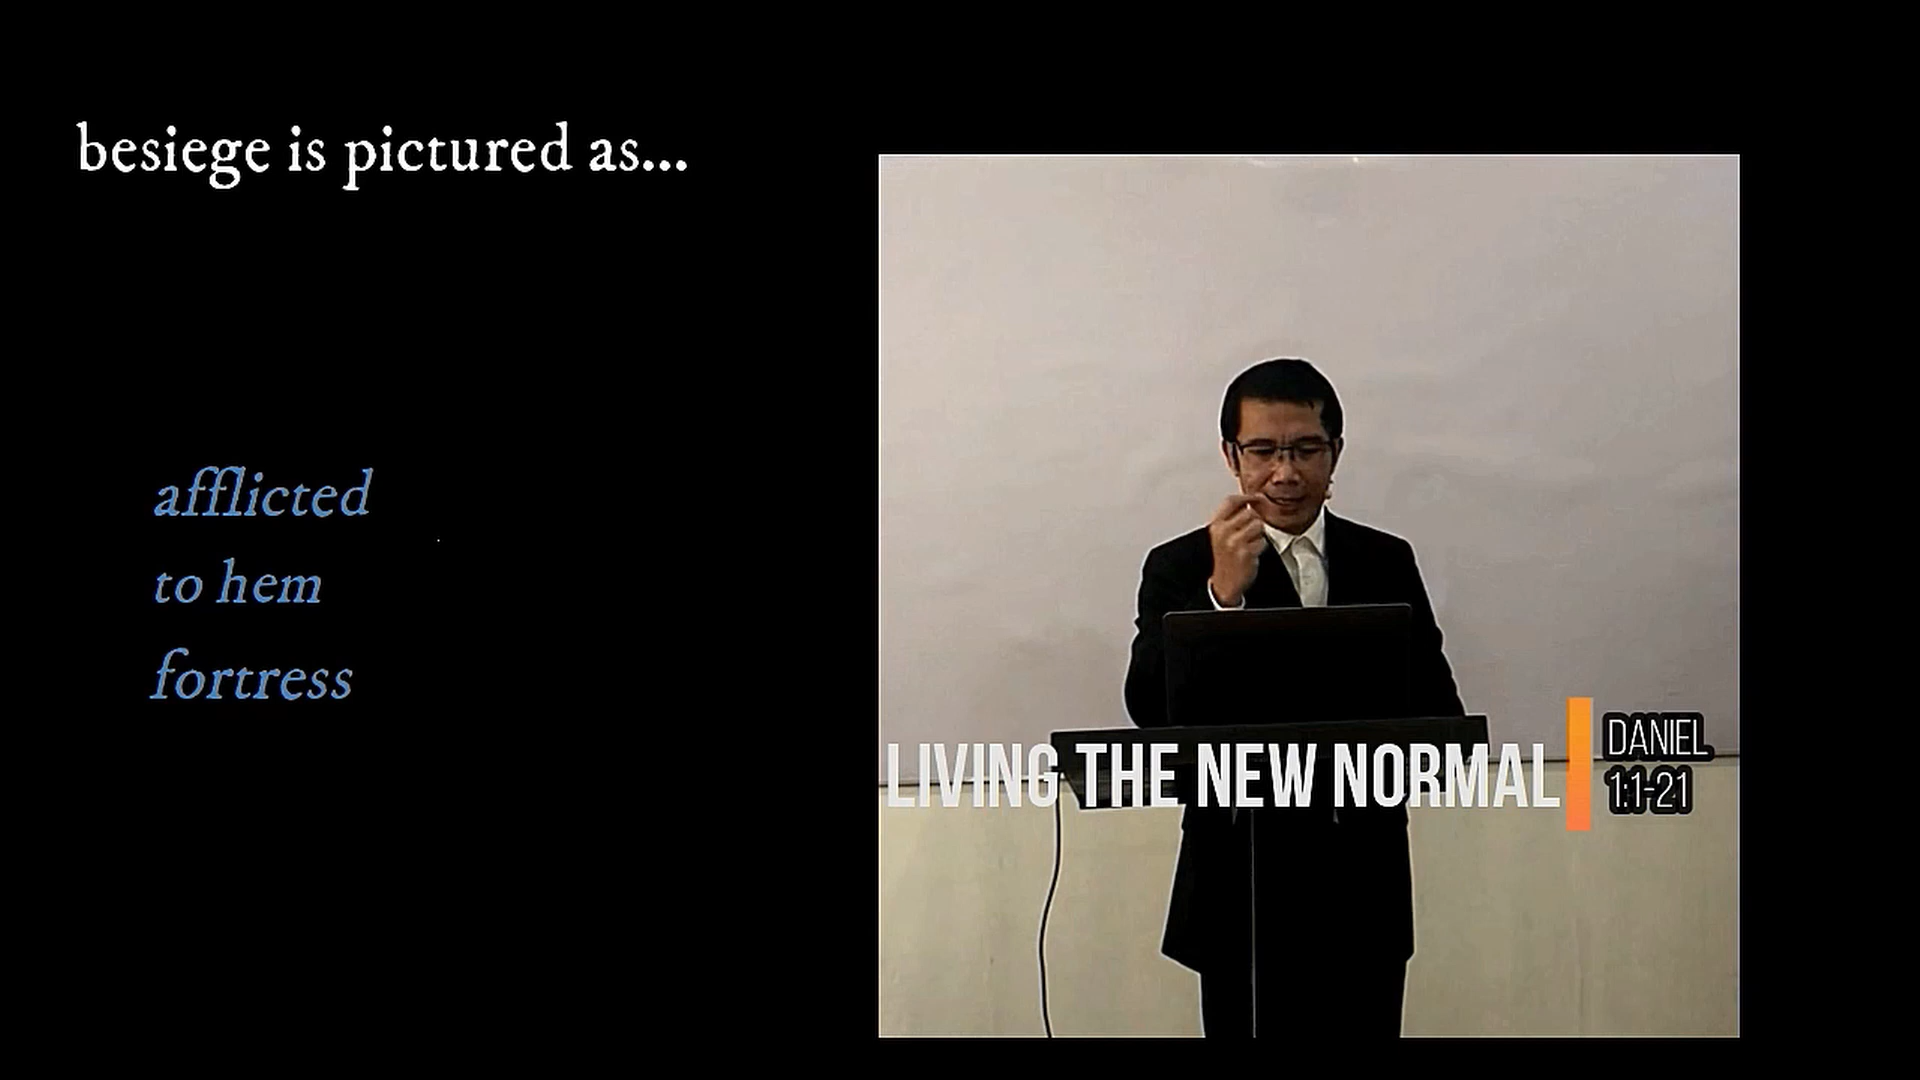 besiege is pictured as...
afflicted
to hem
fortress
LIVING THE NEW NORMAL
DANIEL
1:1-21